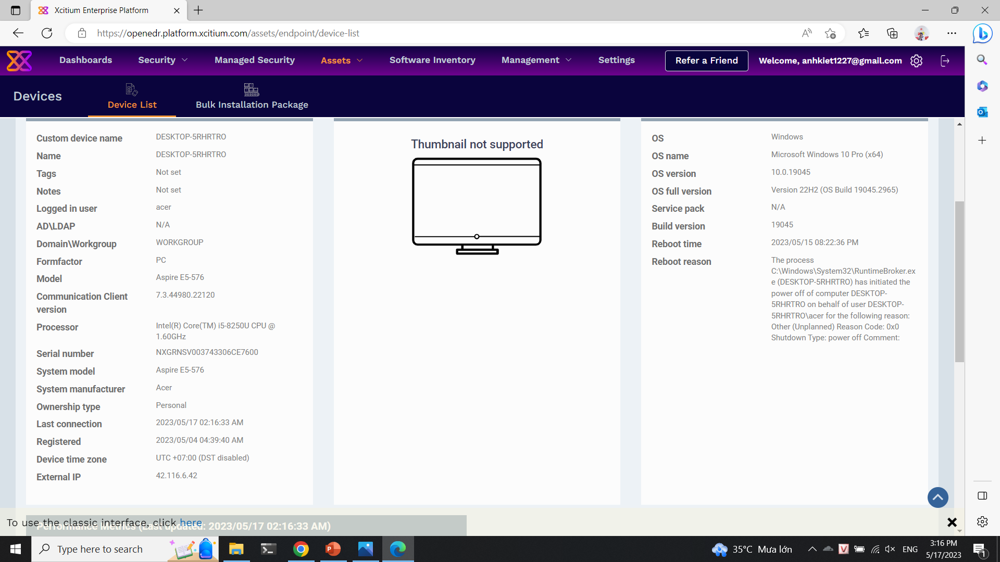 Xcitium Enterprise Platform
https://openedr.platform.xcitium.com/assets/endpoint/device-list
Dashboards Security Managed Security Assets Software Inventory Management Settings Refer a Friend Welcome, anhkiet1227@gmail.com
Devices Device List Bulk Installation Package
Custom device name DESKTOP-5RHRTRO
Name DESKTOP-5RHRTRO
Tags Not set
Notes Not set
Logged in user acer
AD\LDAP N/A
Domain\Workgroup WORKGROUP
Formfactor PC
Model Aspire E5-576
Communication Client version 7.3.44980.22120
Processor Intel(R) Core(TM) i5-8250U CPU @
1.60GHz
Serial number NXGRNSV003743306CE7600
System model Aspire E5-576
System manufacturer Acer
Ownership type Personal
Last connection 2023/05/17 02:16:33 AM
Registered 2023/05/04 04:39:40 AM
Device time zone UTC +07:00 (DST disabled)
External IP 42.116.6.42
Thumbnail not supported
OS Windows
OS name Microsoft Windows 10 Pro (x64)
OS version 10.0.19045
OS full version Version 22H2 (OS Build 19045.2965)
Service pack N/A
Build version 19045
Reboot time 2023/05/15 08:22:36 PM
Reboot reason The process
C:\Windows\System32\RuntimeBroker.ex
e (DESKTOP-5RHRTRO) has initiated the
power off of computer DESKTOP-
5RHRTRO on behalf of user DESKTOP-
5RHRTRO\acer for the following reason:
Other (Unplanned) Reason Code: 0x0
Shutdown Type: power off Comment:
To use the classic interface, click here
Performance Metrics (Last updated: 2023/05/17 02:16:33 AM)
Type here to search
35°C Mưa lớn
ENG
3:16 PM
5/17/2023
1